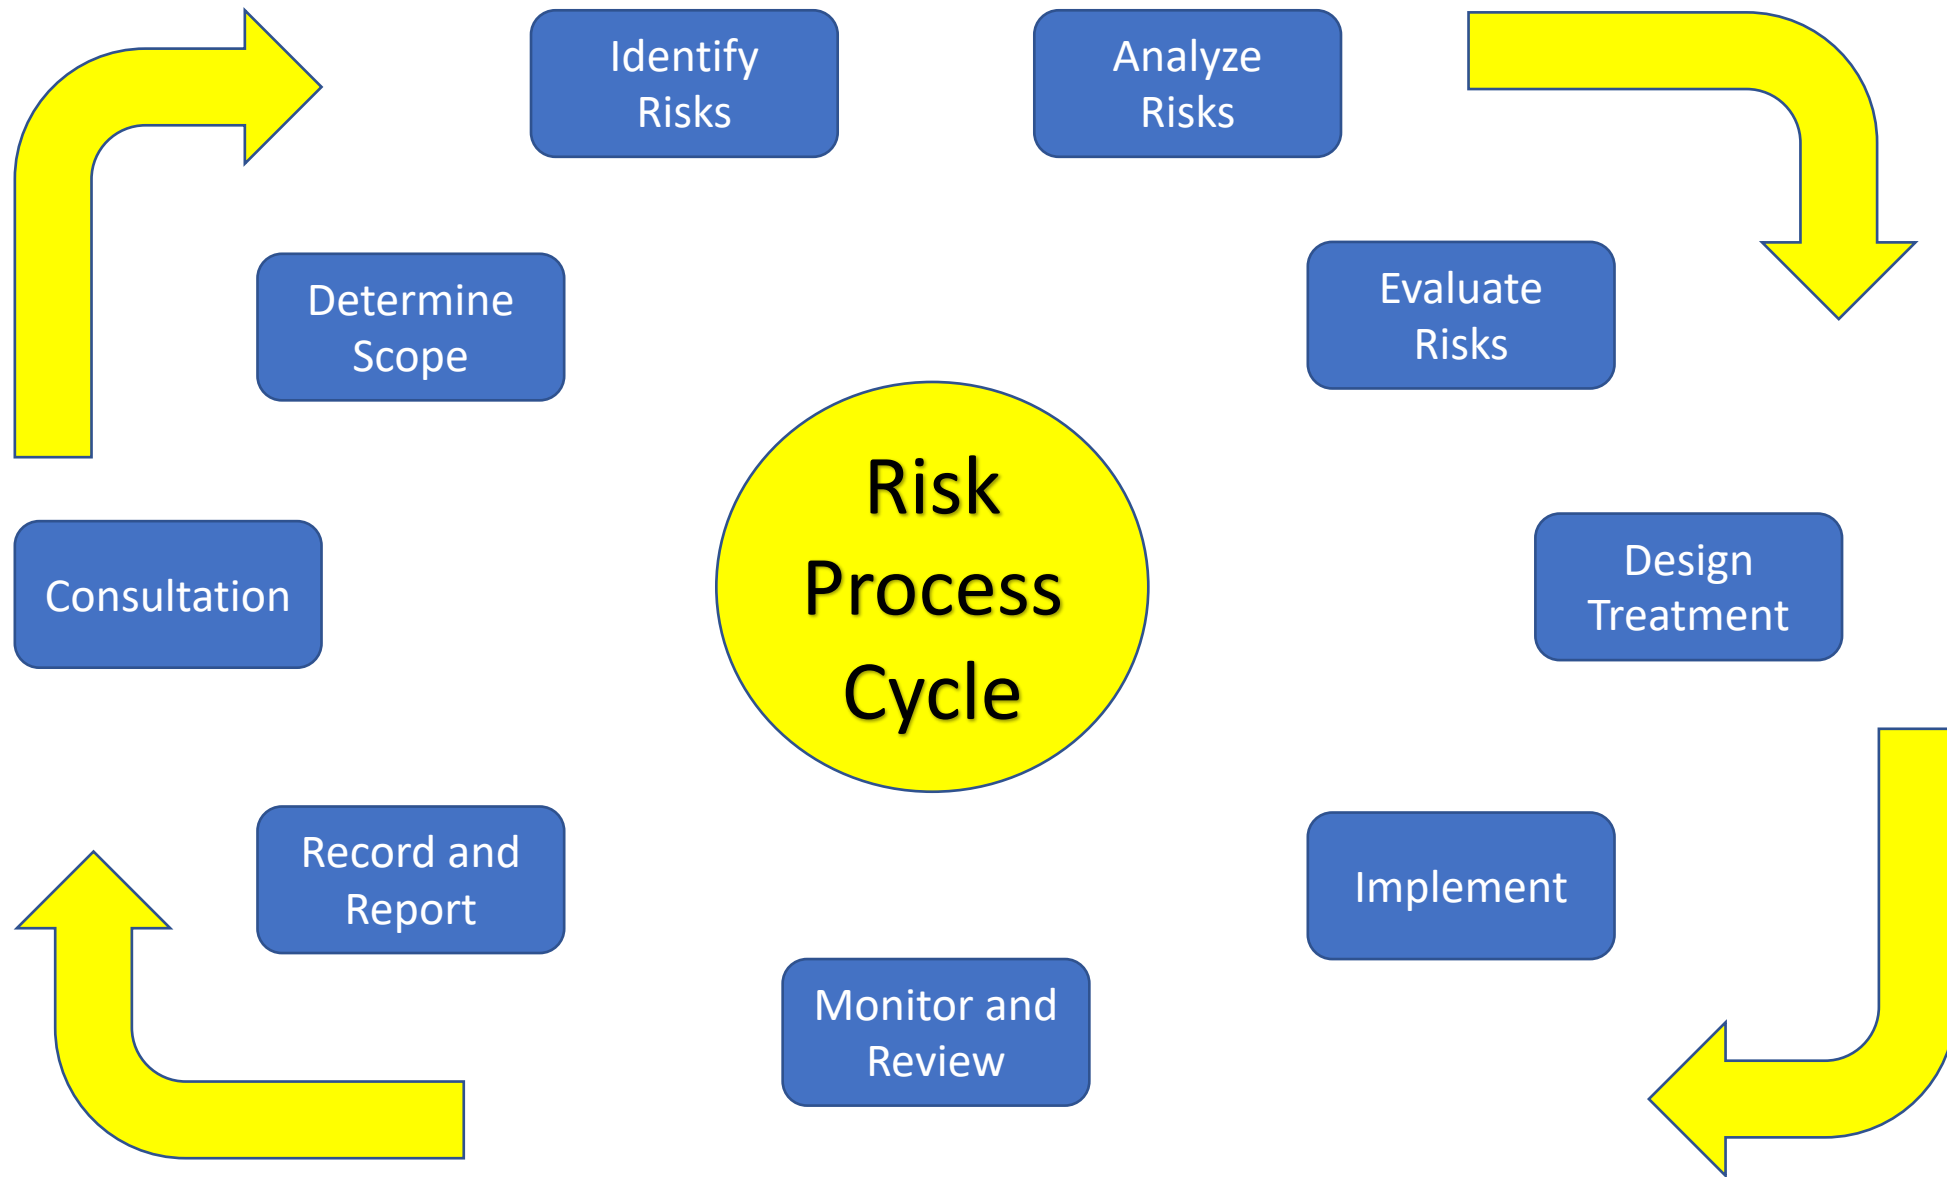 Identify
Risks
Analyze
Risks
Determine
Scope
Evaluate
Risks
Risk
Process
Cycle
Consultation
Design
Treatment
Record and
Report
Implement
Monitor and
Review